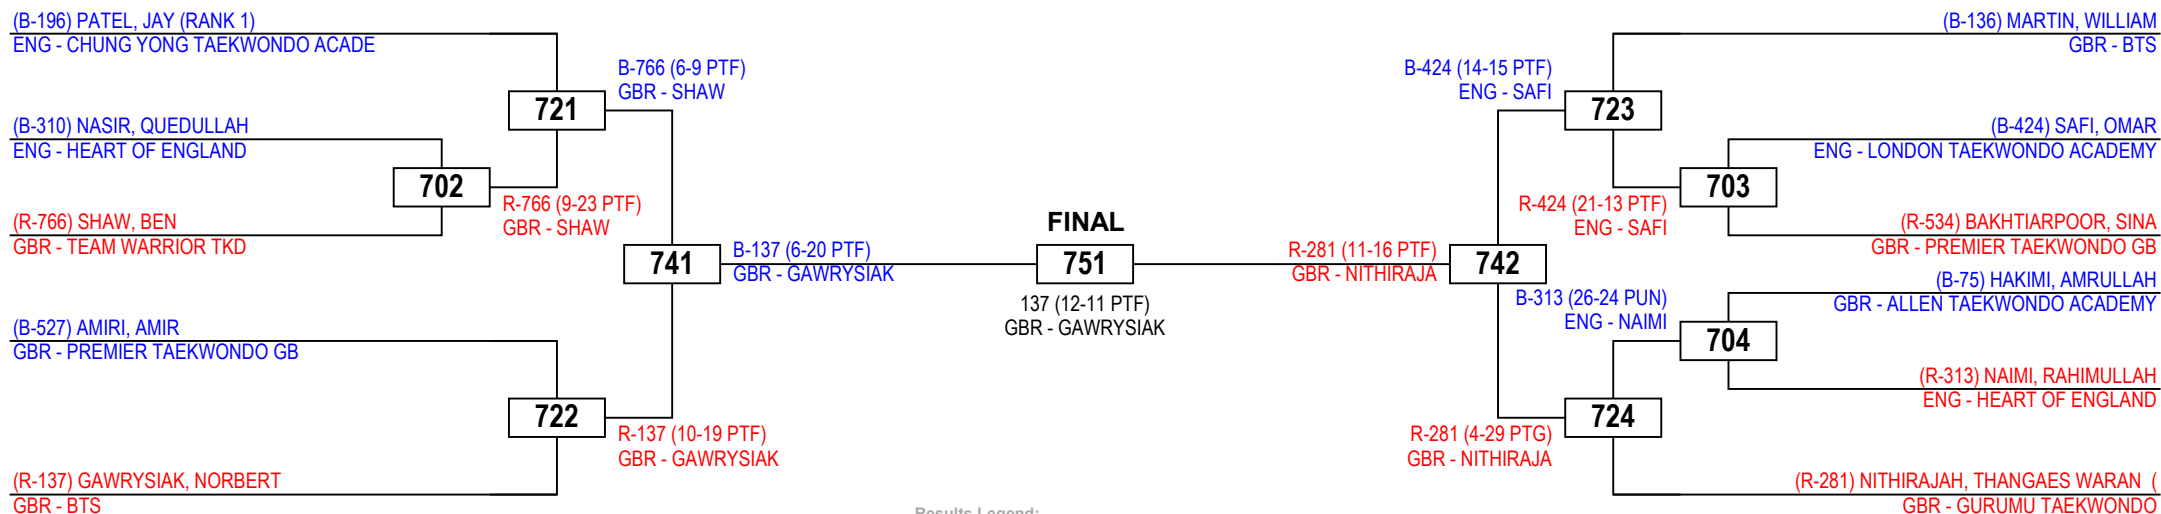 (B-196) PATEL, JAY (RANK 1)
ENG - CHUNG YONG TAEKWONDO ACADE
(B-310) NASIR, QUEDULLAH
ENG - HEART OF ENGLAND
(R-766) SHAW, BEN
GBR - TEAM WARRIOR TKD
(B-527) AMIRI, AMIR
GBR - PREMIER TAEKWONDO GB
(R-137) GAWRYSIAK, NORBERT
GBR - BTS
702
721
B-766 (6-9 PTF)
GBR - SHAW
R-766 (9-23 PTF)
GBR - SHAW
722
R-137 (10-19 PTF)
GBR - GAWRYSIAK
741
B-137 (6-20 PTF)
GBR - GAWRYSIAK
FINAL
751
137 (12-11 PTF)
GBR - GAWRYSIAK
R-281 (11-16 PTF)
GBR - NITHIRAJA
742
B-424 (14-15 PTF)
ENG - SAFI
723
R-424 (21-13 PTF)
ENG - SAFI
703
B-313 (26-24 PUN)
ENG - NAIMI
704
R-281 (4-29 PTG)
GBR - NITHIRAJA
724
(B-136) MARTIN, WILLIAM
GBR - BTS
(B-424) SAFI, OMAR
ENG - LONDON TAEKWONDO ACADEMY
(R-534) BAKHTIARPOOR, SINA
GBR - PREMIER TAEKWONDO GB
(B-75) HAKIMI, AMRULLAH
GBR - ALLEN TAEKWONDO ACADEMY
(R-313) NAIMI, RAHIMULLAH
ENG - HEART OF ENGLAND
(R-281) NITHIRAJAH, THANGAES WARAN (
GBR - GURUMU TAEKWONDO
Results Legend: